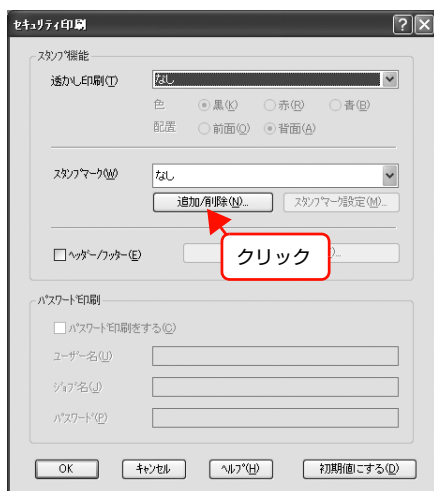 セキュリティ印刷
スタンプ機能
透かし印刷(T) なし
色 黒(K) 赤(R) 青(B)
配置 前面(O) 背面(A)
スタンプマーク(W) なし
追加/削除(N)... スタンプマーク設定(M)...
クリック
ヘッダー/フッター(E)
パスワード印刷
パスワード印刷をする(C)
ユーザー名(U)
ジョブ名(J)
パスワード(P)
OK キャンセル ヘルプ(H) 初期値にする(D)